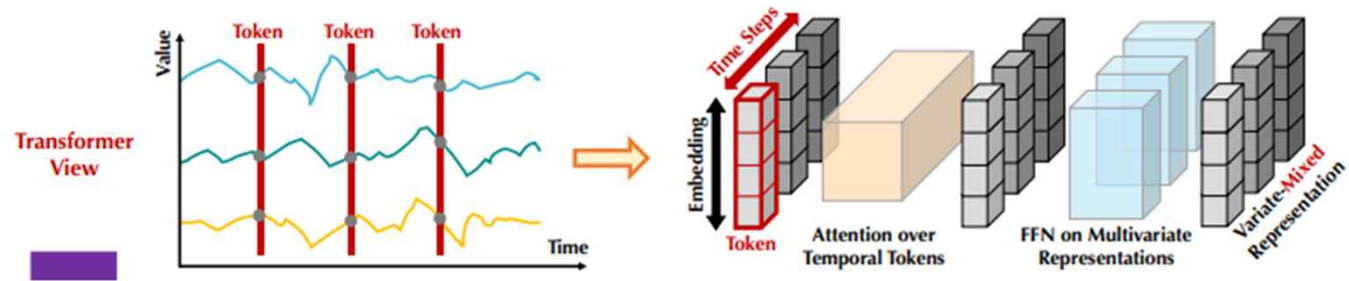 Transformer
View
Value
Token
Token
Token
Time
Time Steps
Embedding
Token
Attention over
Temporal Tokens
FFN on Multivariate
Representations
Variate-Mixed
Representation